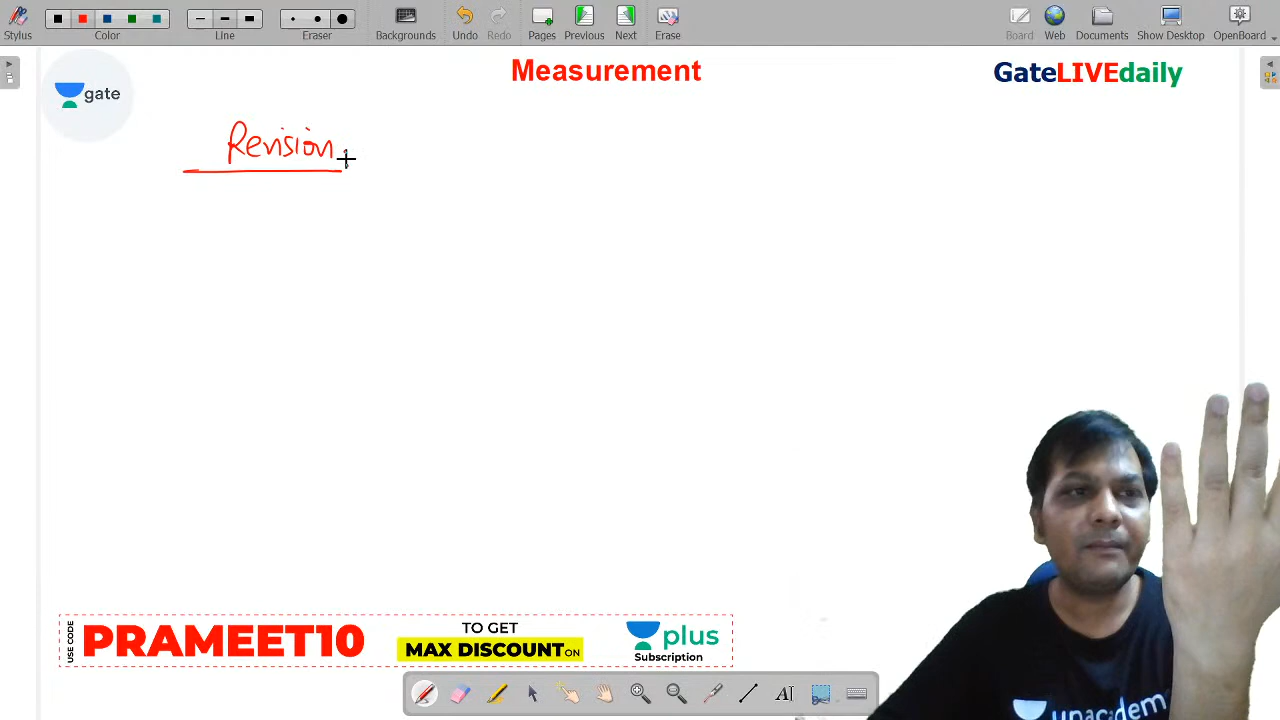 Stylus
Color
Line
Eraser
Backgrounds
Undo
Redo
Pages
Previous
Next
Erase
Board
Web
Documents
Show Desktop
OpenBoard
gate
Measurement
GateLIVEdaily
Revision
USE CODE
PRAMEET10
TO GET
MAX DISCOUNT ON
plus
Subscription
unacadem